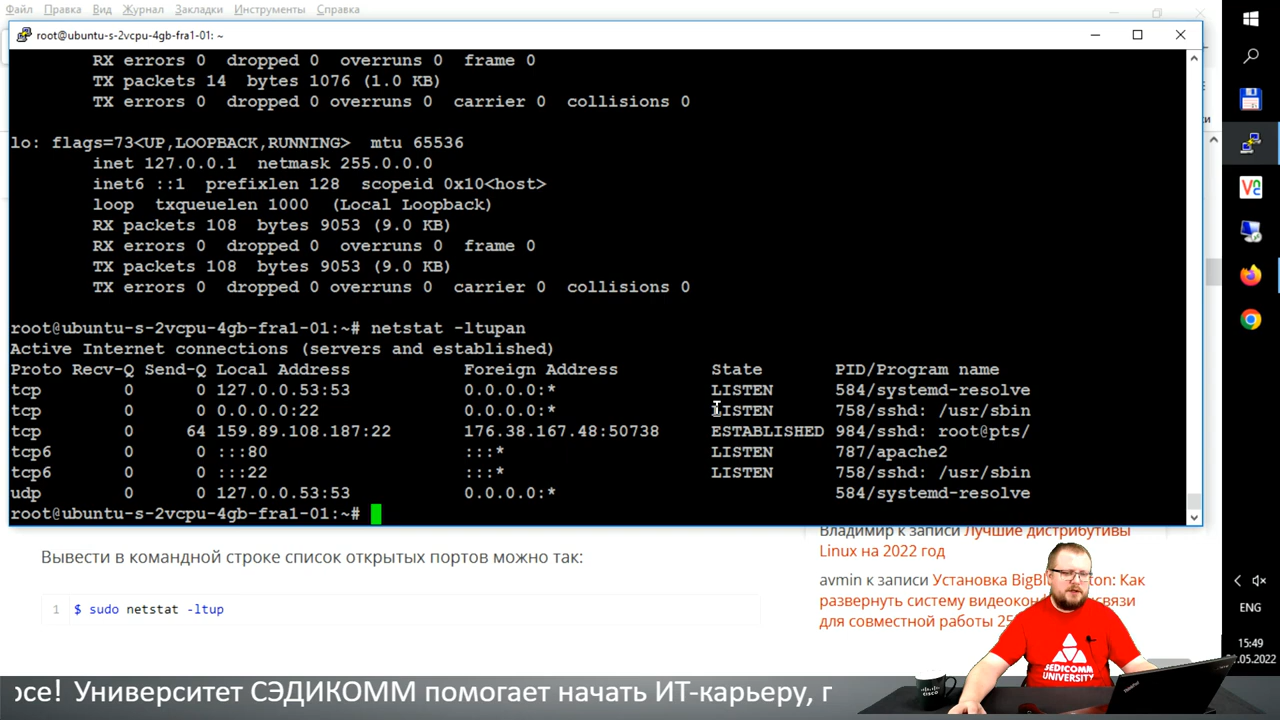 Файл Правка Вид Журнал Закладки Инструменты Справка
root@ubuntu-s-2vcpu-4gb-fra1-01: ~
RX errors 0 dropped 0 overruns 0 frame 0
TX packets 14 bytes 1076 (1.0 KB)
TX errors 0 dropped 0 overruns 0 carrier 0 collisions 0
lo: flags=73<UP,LOOPBACK,RUNNING> mtu 65536
inet 127.0.0.1 netmask 255.0.0.0
inet6 ::1 prefixlen 128 scopeid 0x10<host>
loop txqueuelen 1000 (Local Loopback)
RX packets 108 bytes 9053 (9.0 KB)
RX errors 0 dropped 0 overruns 0 frame 0
TX packets 108 bytes 9053 (9.0 KB)
TX errors 0 dropped 0 overruns 0 carrier 0 collisions 0
root@ubuntu-s-2vcpu-4gb-fra1-01:~# netstat -ltupan
Active Internet connections (servers and established)
Proto Recv-Q Send-Q Local Address Foreign Address State PID/Program name
tcp 0 0 127.0.0.53:53 0.0.0.0:* LISTEN 584/systemd-resolve
tcp 0 0 0.0.0.0:22 0.0.0.0:* LISTEN 758/sshd: /usr/sbin
tcp 0 64 159.89.108.187:22 176.38.167.48:50738 ESTABLISHED 984/sshd: root@pts/
tcp6 0 0 :::80 :::* LISTEN 787/apache2
tcp6 0 0 :::22 :::* LISTEN 758/sshd: /usr/sbin
udp 0 0 127.0.0.53:53 0.0.0.0:* 584/systemd-resolve
root@ubuntu-s-2vcpu-4gb-fra1-01:~#
Вывести в командной строке список открытых портов можно так:
1 $ sudo netstat -ltup
Владимир к записи Лучшие дистрибутивы
Linux на 2022 год
avmin к записи Установка Как
развернуть систему
для совместной работы
ENG
15:49
.05.2022
SEDICOMM
UNIVERSITY
CISCO
осе! Университет СЭДИКОММ помогает начать ИТ-карьеру,